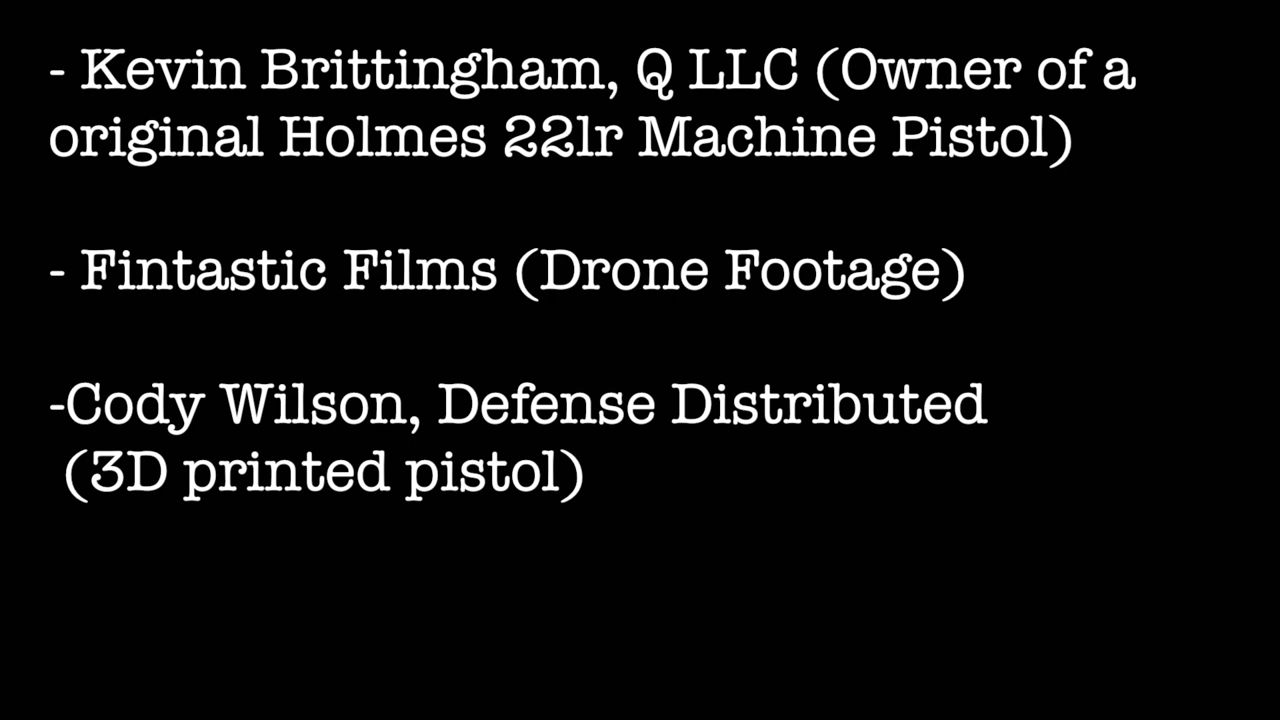 - Kevin Brittingham, Q LLC (Owner of a
original Holmes 22lr Machine Pistol)
- Fintastic Films (Drone Footage)
-Cody Wilson, Defense Distributed
(3D printed pistol)